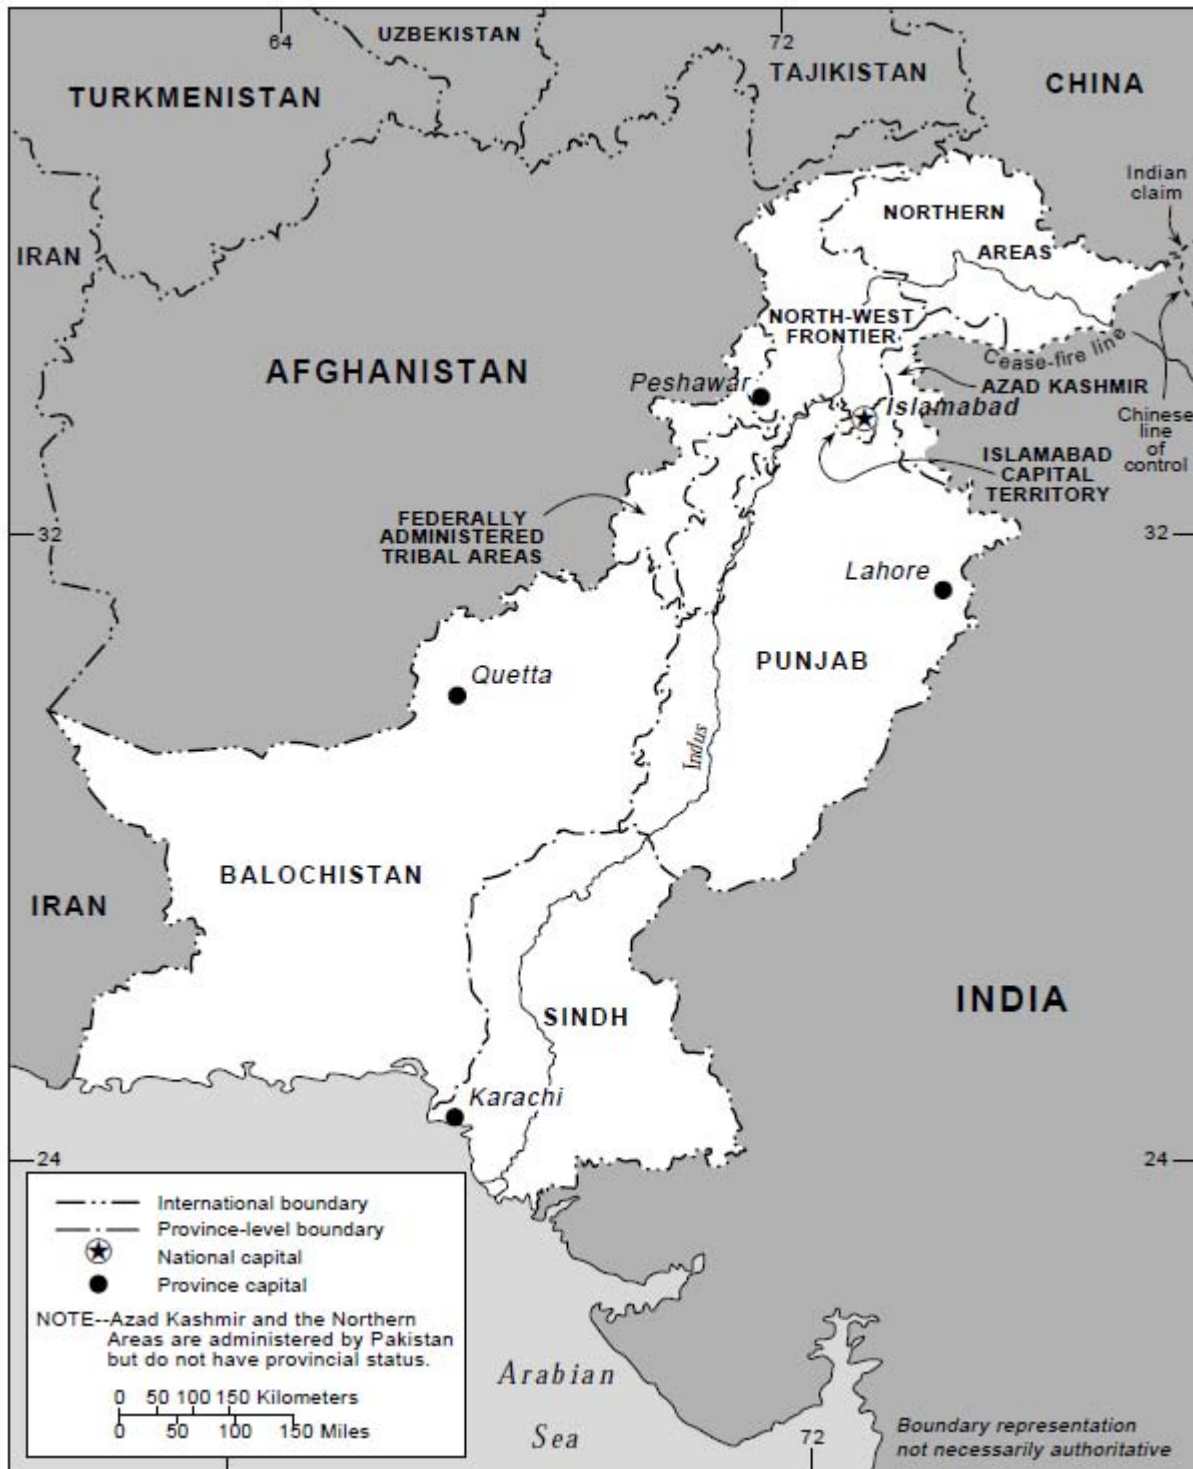 64
UZBEKISTAN
72
TAJIKISTAN
CHINA
TURKMENISTAN
Indian
claim
NORTHERN
AREAS
IRAN
NORTH-WEST
FRONTIER
Cease-fire line
AFGHANISTAN
Peshawar
AZAD KASHMIR
Islamabad
Chinese
line
of
control
ISLAMABAD
CAPITAL
TERRITORY
FEDERALLY
ADMINISTERED
TRIBAL AREAS
32
32
Lahore
PUNJAB
Quetta
Indus
BALOCHISTAN
IRAN
INDIA
SINDH
Karachi
24
24
International boundary
Province-level boundary
National capital
Province capital
NOTE--Azad Kashmir and the Northern
Areas are administered by Pakistan
but do not have provincial status.
0 50 100 150 Kilometers
0 50 100 150 Miles
Arabian
Sea
72
Boundary representation
not necessarily authoritative